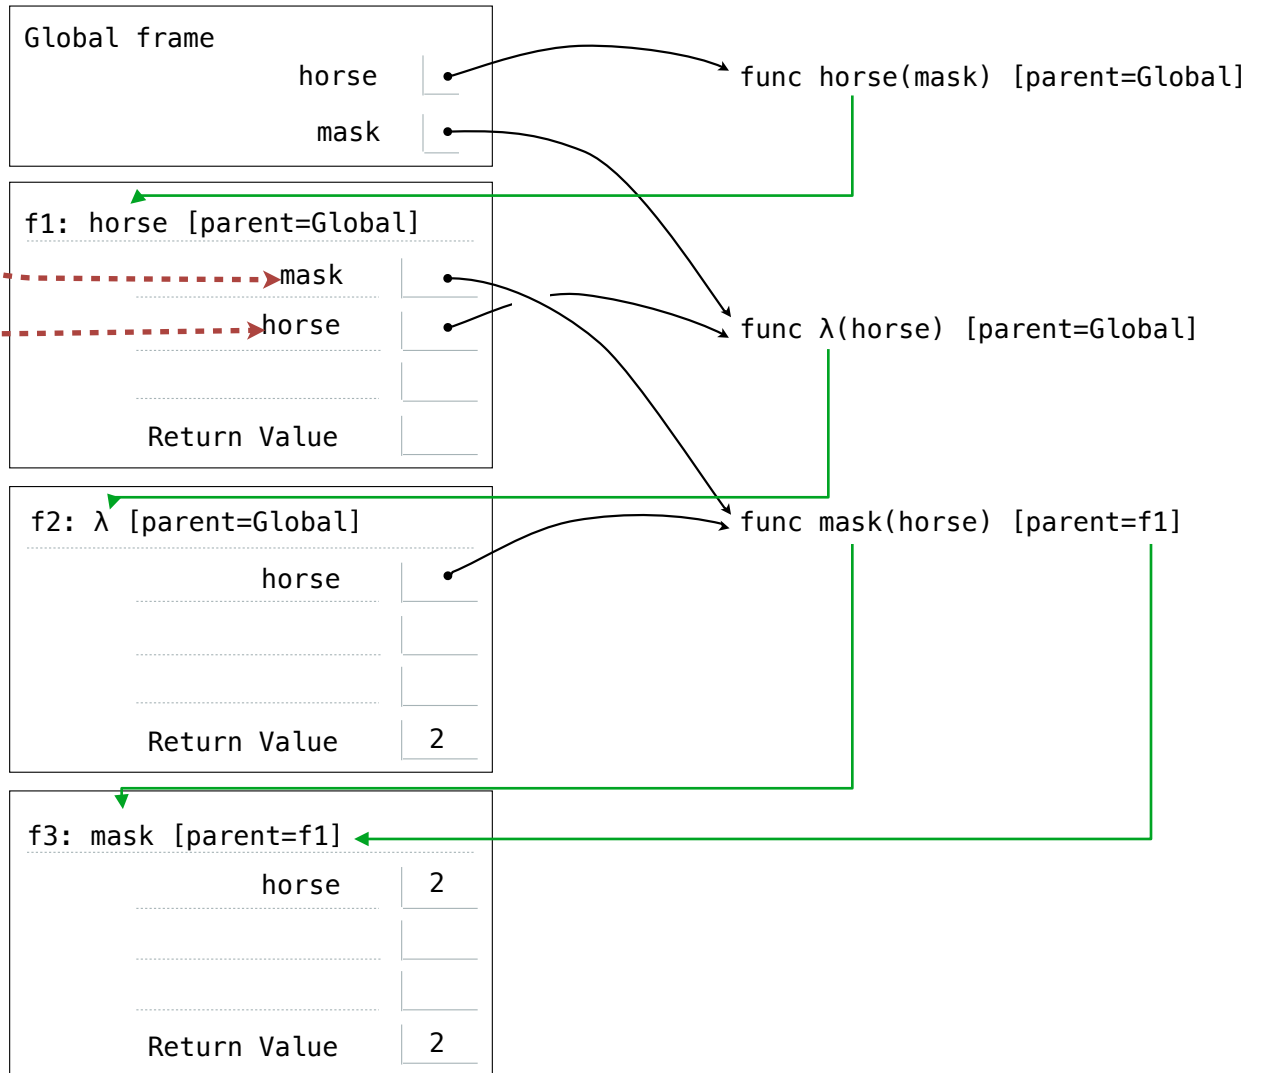 Global frame
horse
func horse(mask) [parent=Global]
mask
f1: horse [parent=Global]
mask
horse
func λ(horse) [parent=Global]
Return Value
f2: λ [parent=Global]
func mask(horse) [parent=f1]
horse
Return Value 2
f3: mask [parent=f1]
horse 2
Return Value 2